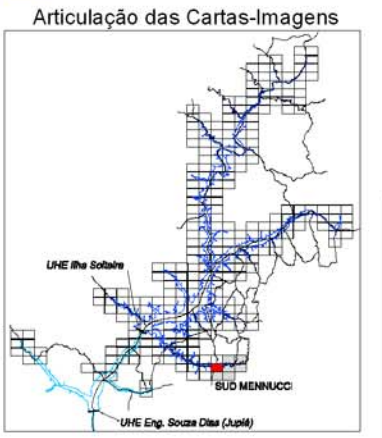 Articulação das Cartas-Imagens
UHE Ilha Solteira
SUD MENNUCCI
UHE Eng. Souza Dias (Jupiá)